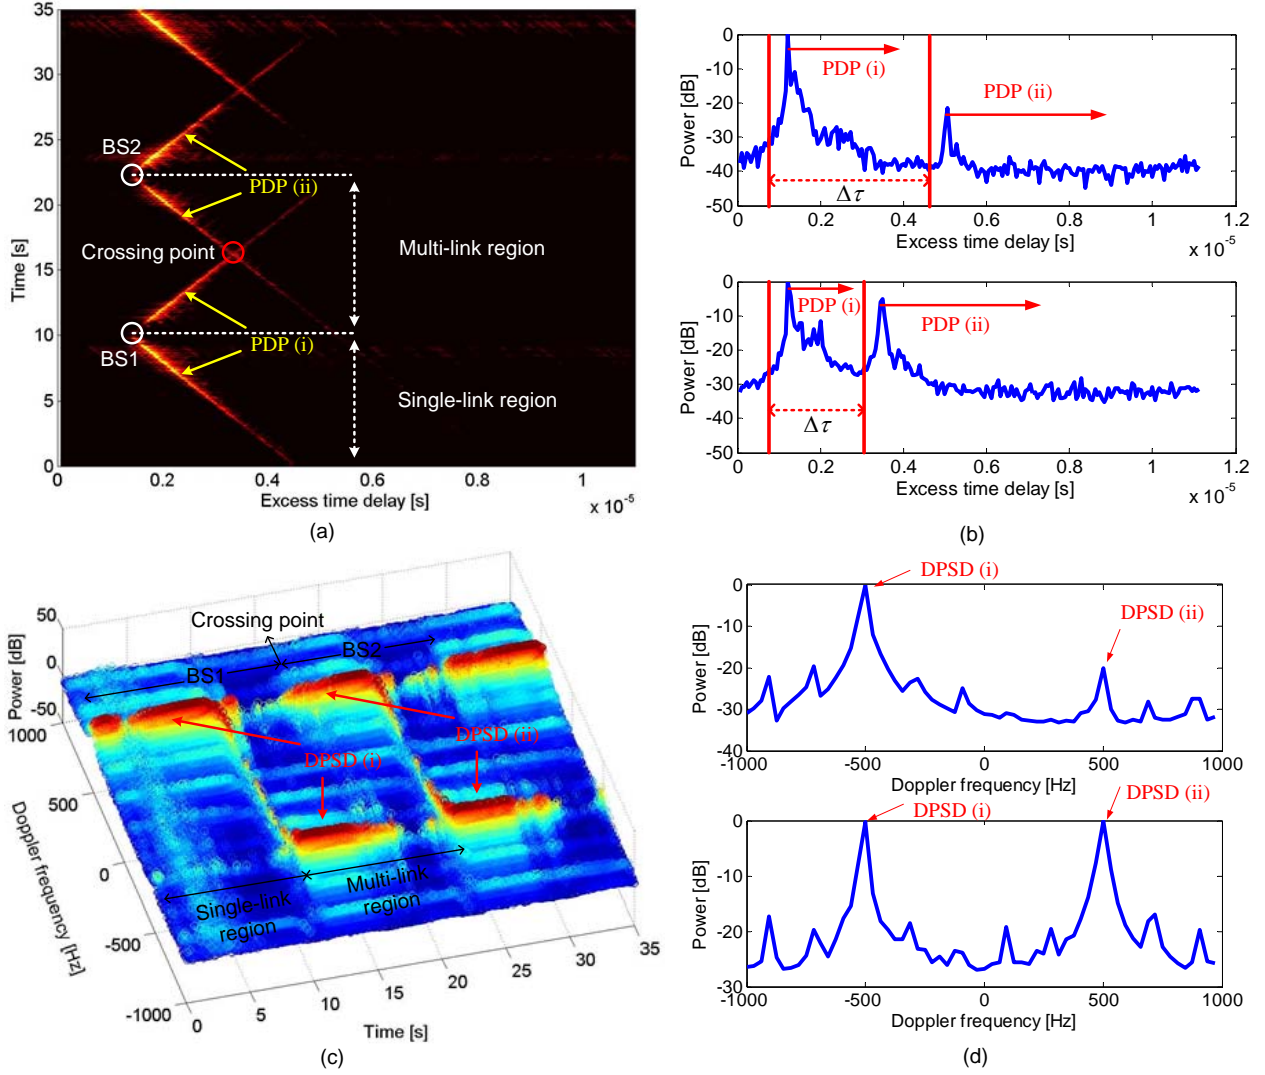 35
30
25
20
15
10
5
0
Time [s]
BS2
PDP (ii)
Crossing point
Multi-link region
BS1
PDP (i)
Single-link region
0 0.2 0.4 0.6 0.8 1
Excess time delay [s]
x 10-5
(a)
0
-10
-20
-30
-40
-50
Power [dB]
PDP (i)
PDP (ii)
Δτ
0 0.2 0.4 0.6 0.8 1 1.2
Excess time delay [s]
x 10-5
0
-10
-20
-30
-40
-50
Power [dB]
PDP (i)
PDP (ii)
Δτ
0 0.2 0.4 0.6 0.8 1 1.2
Excess time delay [s]
x 10-5
(b)
50
0
-50
Power [dB]
Crossing point
BS1
BS2
DPSD (i)
DPSD (ii)
Single-link
region
Multi-link
region
1000
500
0
-500
-1000
Doppler frequency [Hz]
0 5 10 15 20 25 30 35
Time [s]
(c)
DPSD (i)
DPSD (ii)
0
-10
-20
-30
-40
Power [dB]
-1000 -500 0 500 1000
Doppler frequency [Hz]
DPSD (i)
DPSD (ii)
0
-10
-20
-30
Power [dB]
-1000 -500 0 500 1000
Doppler frequency [Hz]
(d)